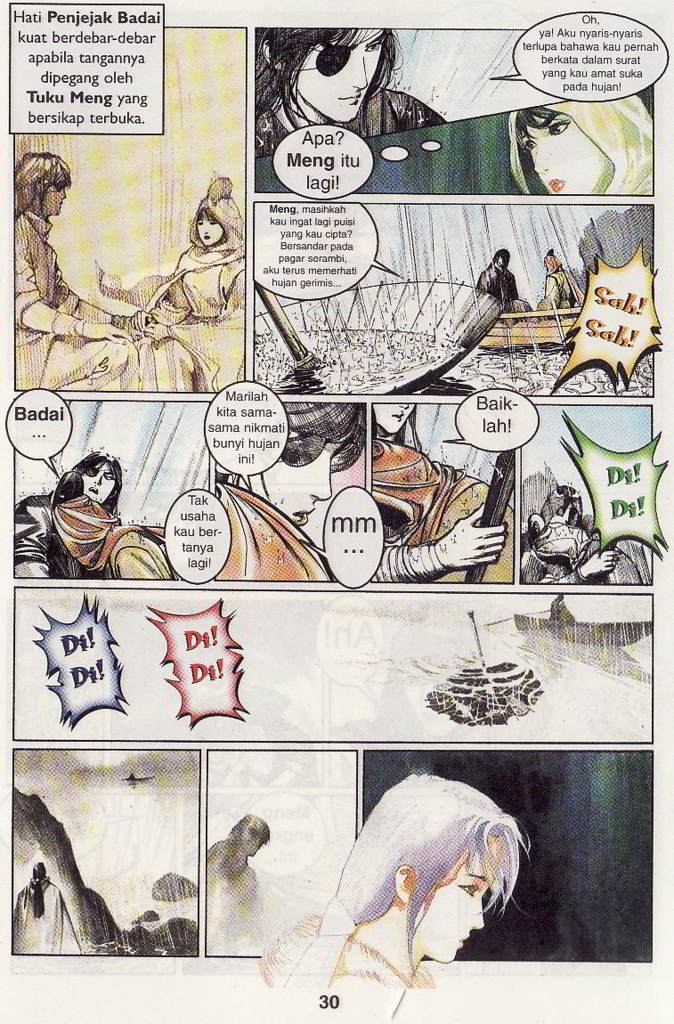 Hati Penjejak Badai
kuat berdebar-debar
apabila tangannya
dipegang oleh
Tuku Meng yang
bersikap terbuka.
Oh,
ya! Aku nyaris-nyaris
terlupa bahawa kau pernah
berkata dalam surat
yang kau amat suka
pada hujan!
Apa?
Meng itu
lagi!
Meng, masihkah
kau ingat lagi puisi
yang kau cipta?
Bersandar pada
pagar serambi,
aku terus memerhati
hujan gerimis...
Sah!
Sah!
Badai
...
Tak
usaha
kau ber-
tanya
lagi!
Marilah
kita sama-
sama nikmati
bunyi hujan
ini!
mm
...
Baik-
lah!
Di!
Di!
Di!
Di!
Di!
Di!
30